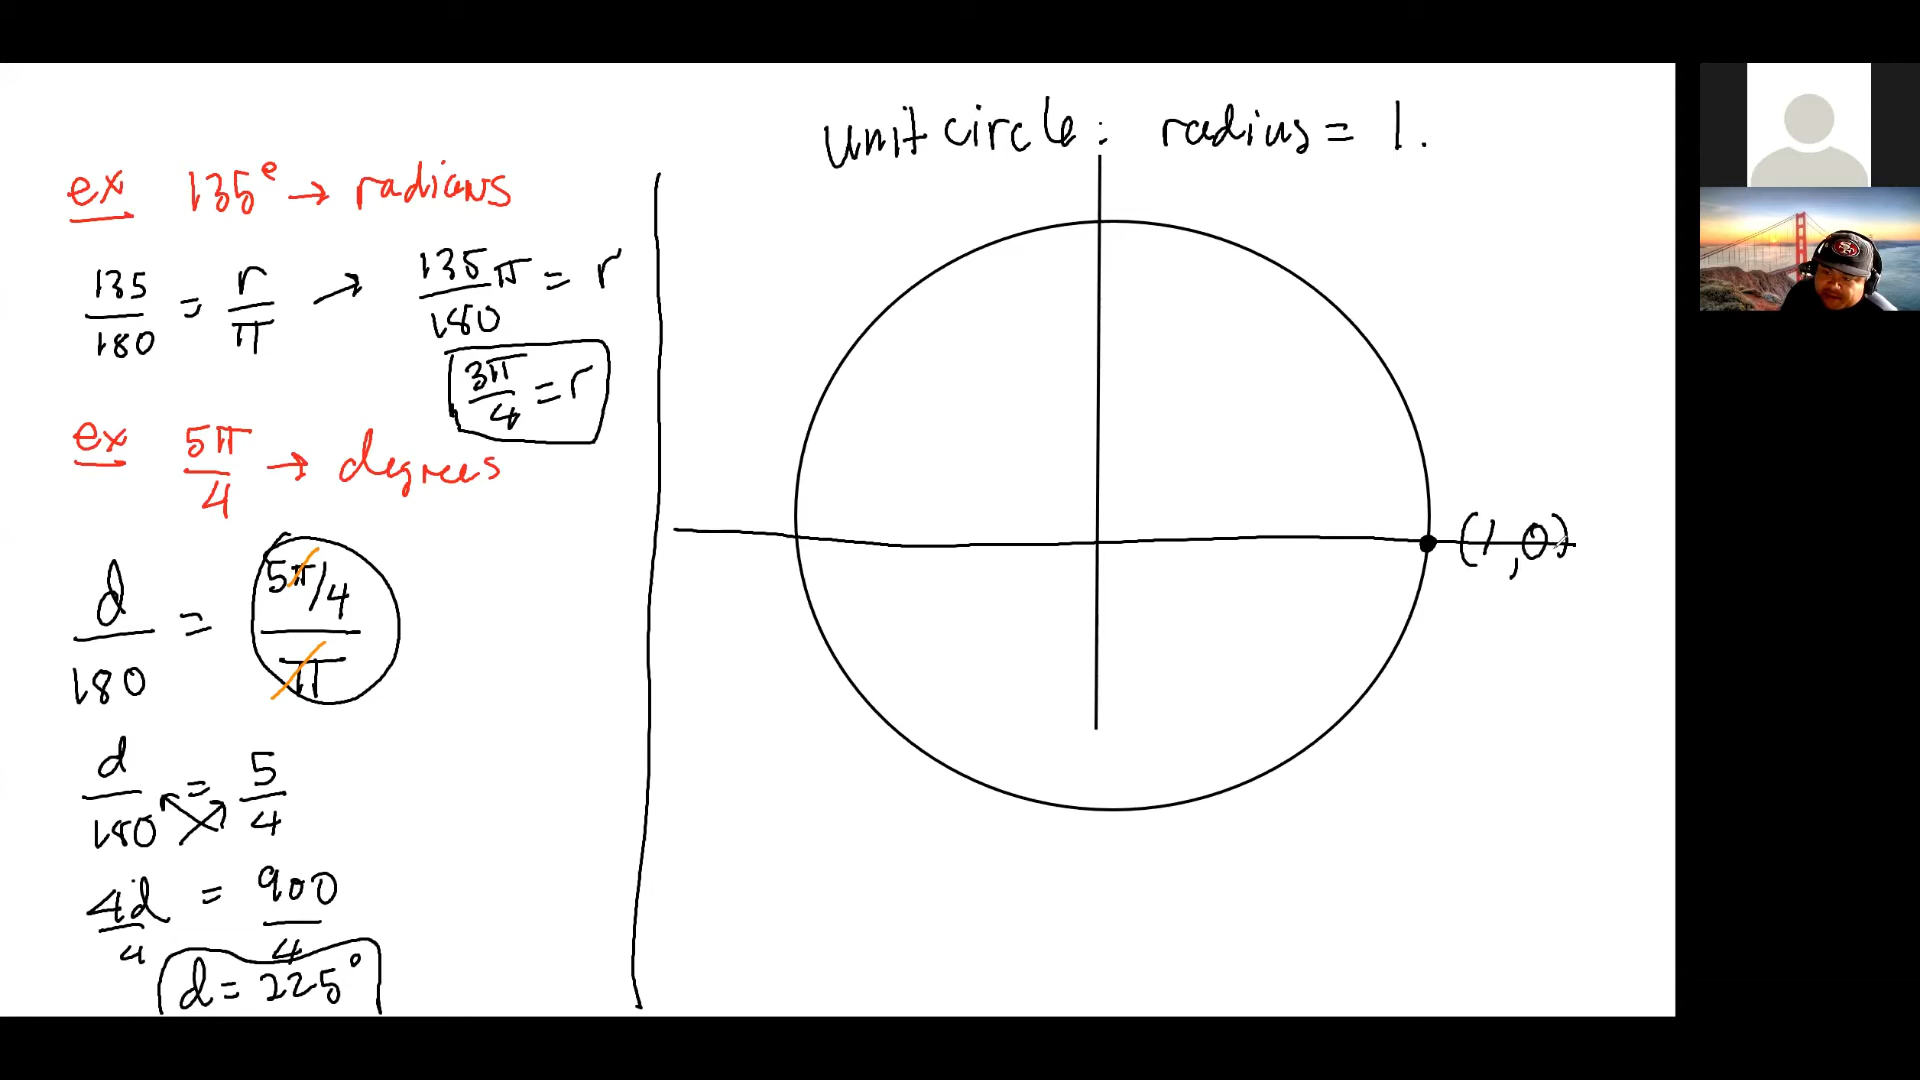 ex 135° → radians
135/180 = r/π → 135/180 π = r
3π/4 = r
ex 5π/4 → degrees
d/180 = (5π/4)/π
d/180 = 5/4
4d/4 = 900/4
d = 225°
unit circle : radius = 1.
(1,0)